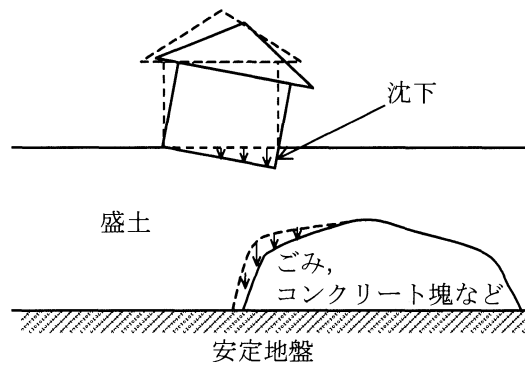 沈下
盛土
ごみ,
コンクリート塊など
安定地盤